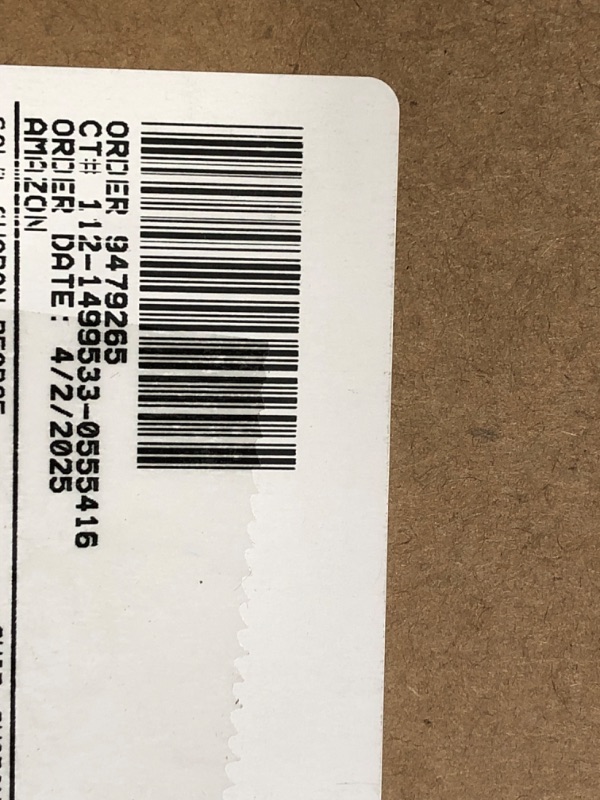 ORDER 9479265
CT# 112-1499533-0555416
ORDER DATE: 4/2/2025
AMAZON